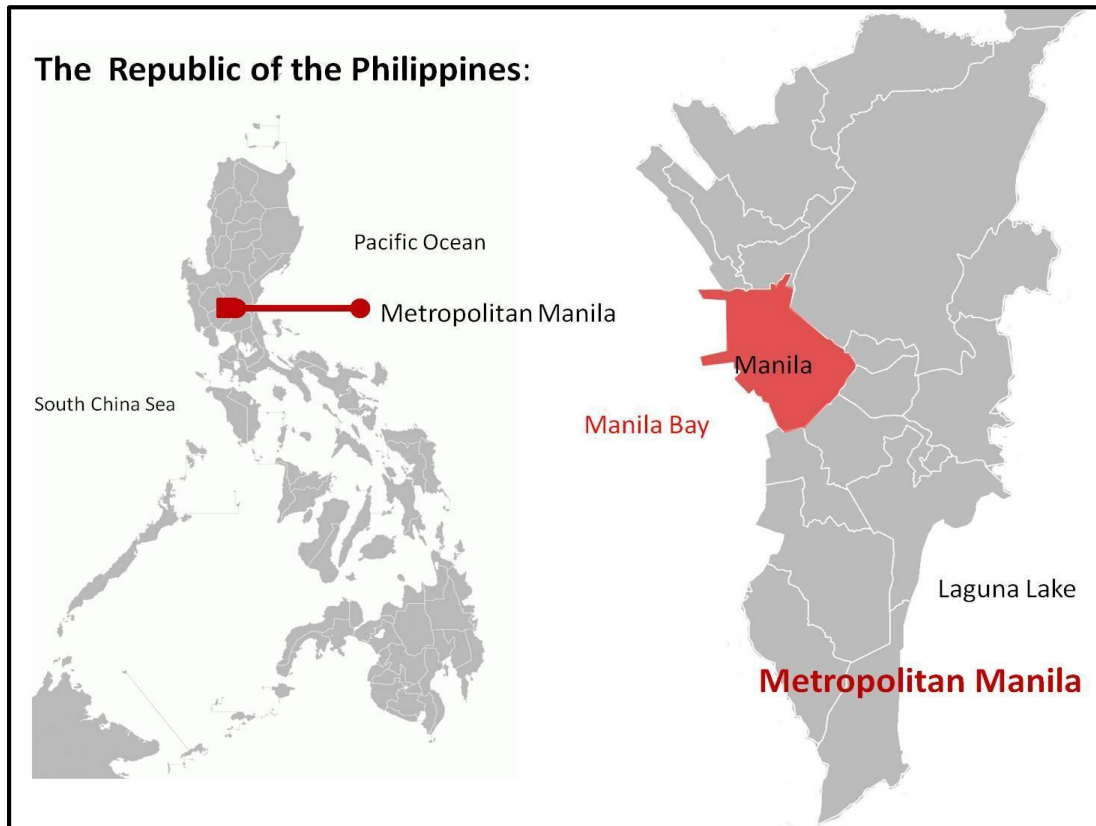 The Republic of the Philippines:
Pacific Ocean
Metropolitan Manila
South China Sea
Manila
Manila Bay
Laguna Lake
Metropolitan Manila